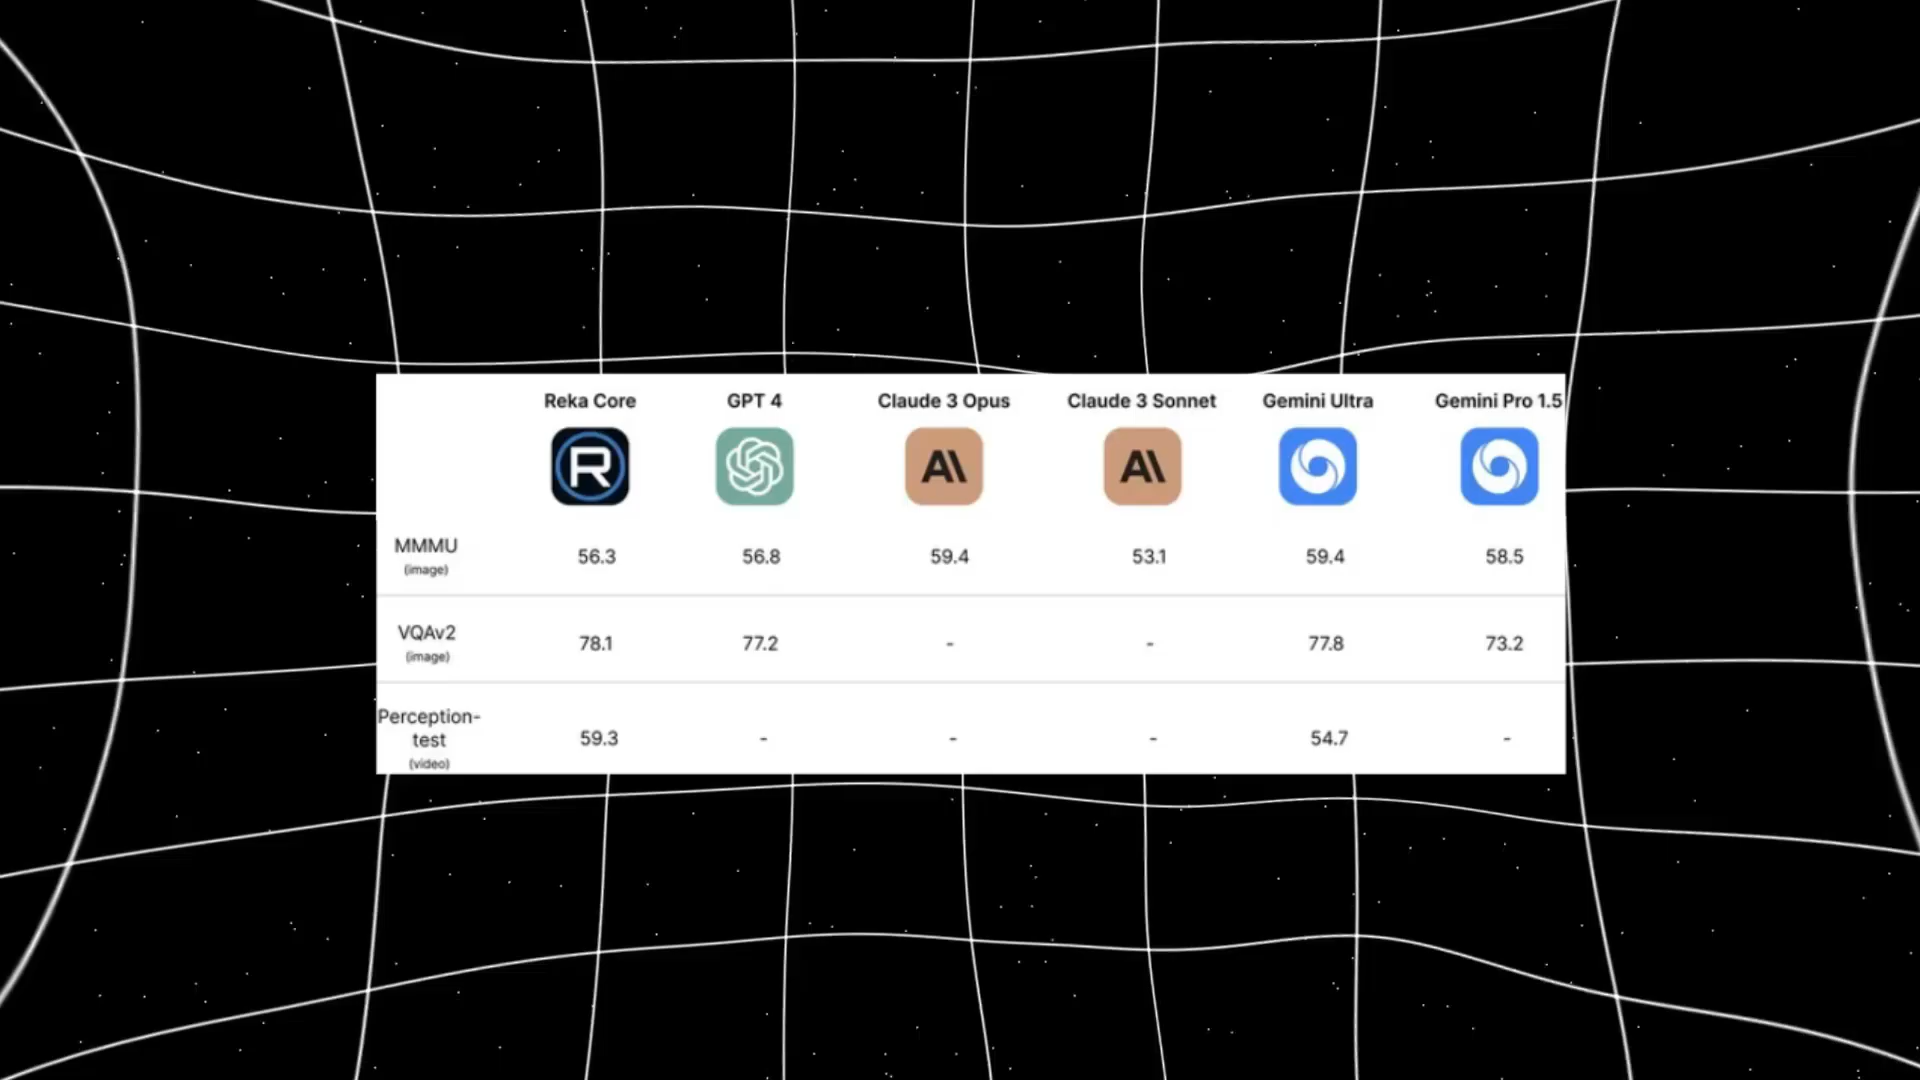 Reka Core GPT 4 Claude 3 Opus Claude 3 Sonnet Gemini Ultra Gemini Pro 1.5
R A\ A\
MMMU 56.3 56.8 59.4 53.1 59.4 58.5
(image)
VQAv2 78.1 77.2 - - 77.8 73.2
(image)
Perception-
test 59.3 - - - 54.7 -
(video)